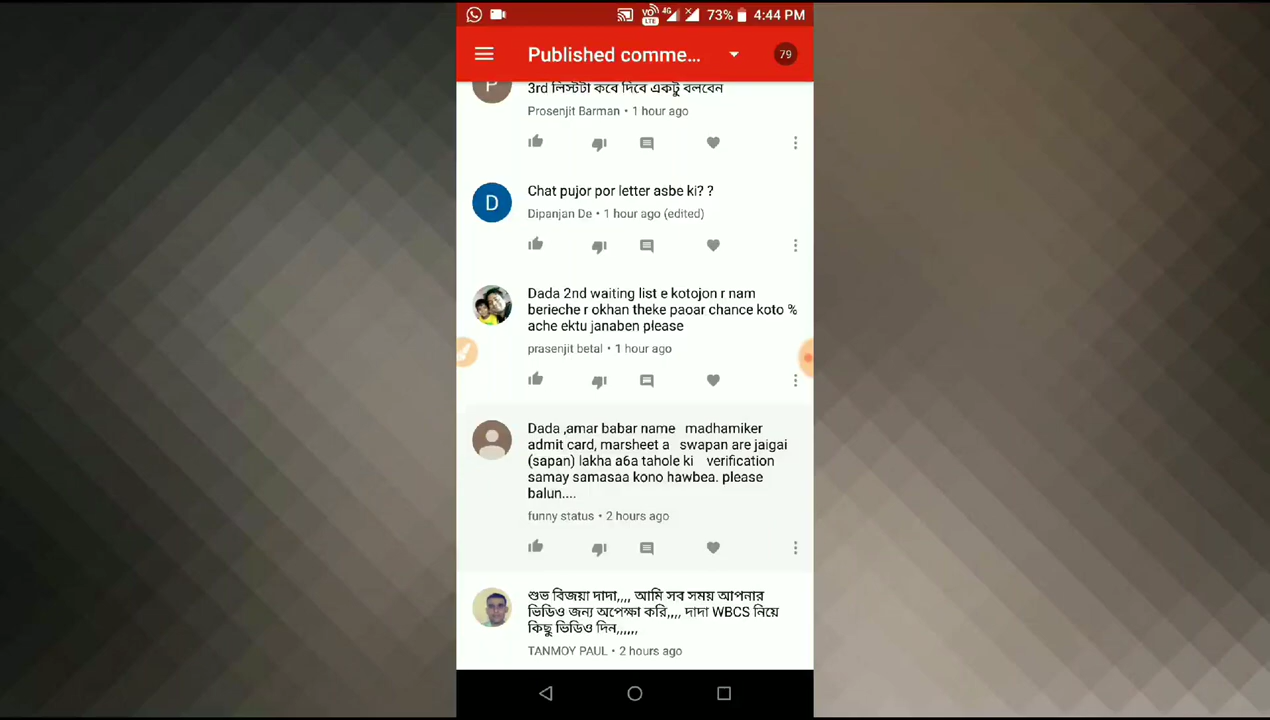 VO
LTE
4G
73%
4:44 PM
Published comme...
79
P
3rd লিস্টটা কবে দিবে একটু বলবেন
Prosenjit Barman • 1 hour ago
D
Chat pujor por letter asbe ki? ?
Dipanjan De • 1 hour ago (edited)
Dada 2nd waiting list e kotojon r nam
berieche r okhan theke paoar chance koto %
ache ektu janaben please
prasenjit betal • 1 hour ago
Dada ,amar babar name madhamiker
admit card, marsheet a swapan are jaigai
(sapan) lakha a6a tahole ki verification
samay samasaa kono hawbea. please
balun....
funny status • 2 hours ago
শুভ বিজয়া দাদা,,,, আমি সব সময় আপনার
ভিডিও জন্য অপেক্ষা করি,,,, দাদা WBCS নিয়ে
কিছু ভিডিও দিন,,,,,,
TANMOY PAUL • 2 hours ago